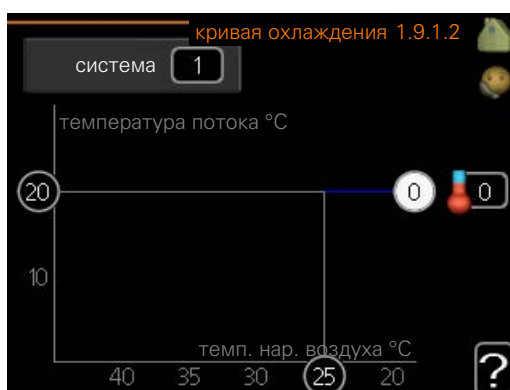 кривая охлаждения 1.9.1.2
система 1
температура потока °C
20 0 0
10
темп. нар. воздуха °C
40 35 30 25 20
?